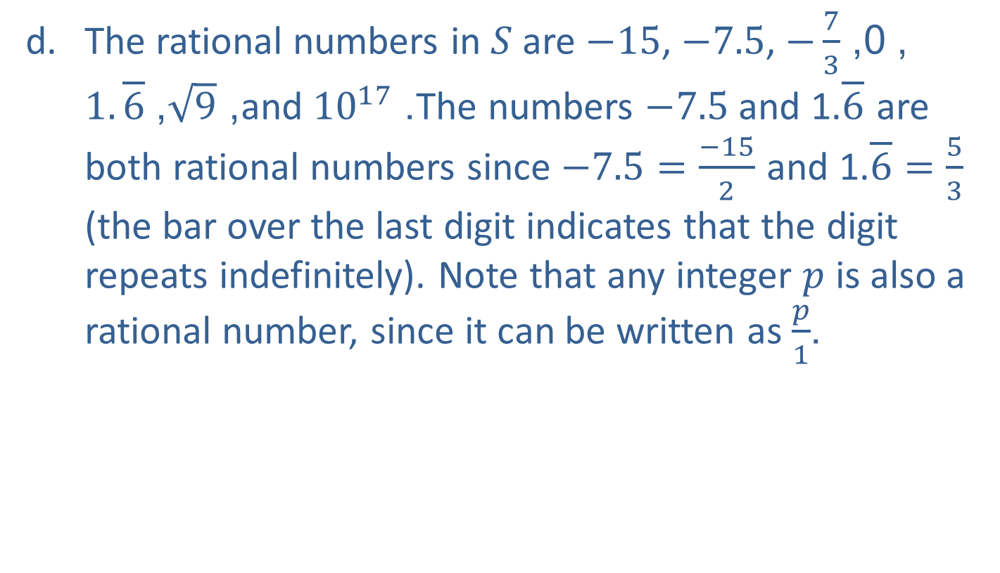 d. The rational numbers in $S$ are $-15, -7.5, -\frac{7}{3}$ ,0 ,
$1.\overline{6}$ ,$\sqrt{9}$ ,and $10^{17}$ .The numbers $-7.5$ and $1.\overline{6}$ are
both rational numbers since $-7.5 = \frac{-15}{2}$ and $1.\overline{6} = \frac{5}{3}$
(the bar over the last digit indicates that the digit
repeats indefinitely). Note that any integer $p$ is also a
rational number, since it can be written as $\frac{p}{1}$.